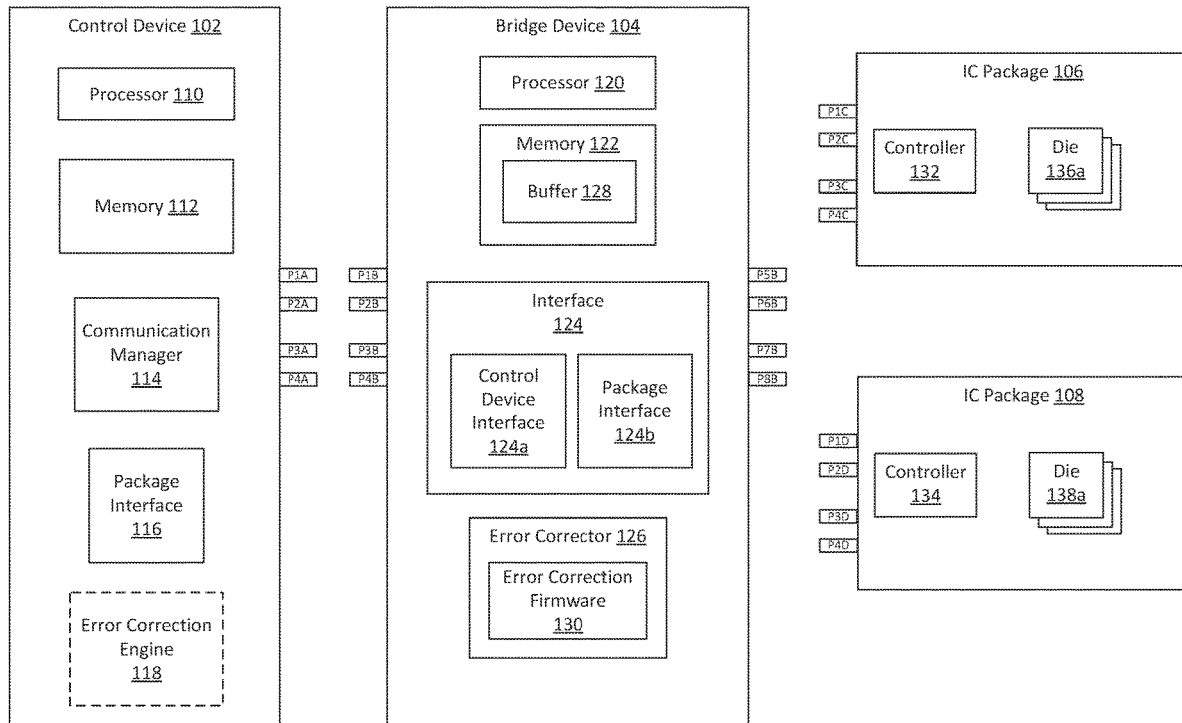 Control Device 102
Processor 110
Memory 112
Communication
Manager
114
Package
Interface
116
Error Correction
Engine
118
P1A
P2A
P3A
P4A
P1B
P2B
P3B
P4B
Bridge Device 104
Processor 120
Memory 122
Buffer 128
Interface
124
Control
Device
Interface
124a
Package
Interface
124b
Error Corrector 126
Error Correction
Firmware
130
P5B
P6B
P7B
P8B
IC Package 106
P1C
P2C
P3C
P4C
Controller
132
Die
136a
IC Package 108
P1D
P2D
P3D
P4D
Controller
134
Die
138a